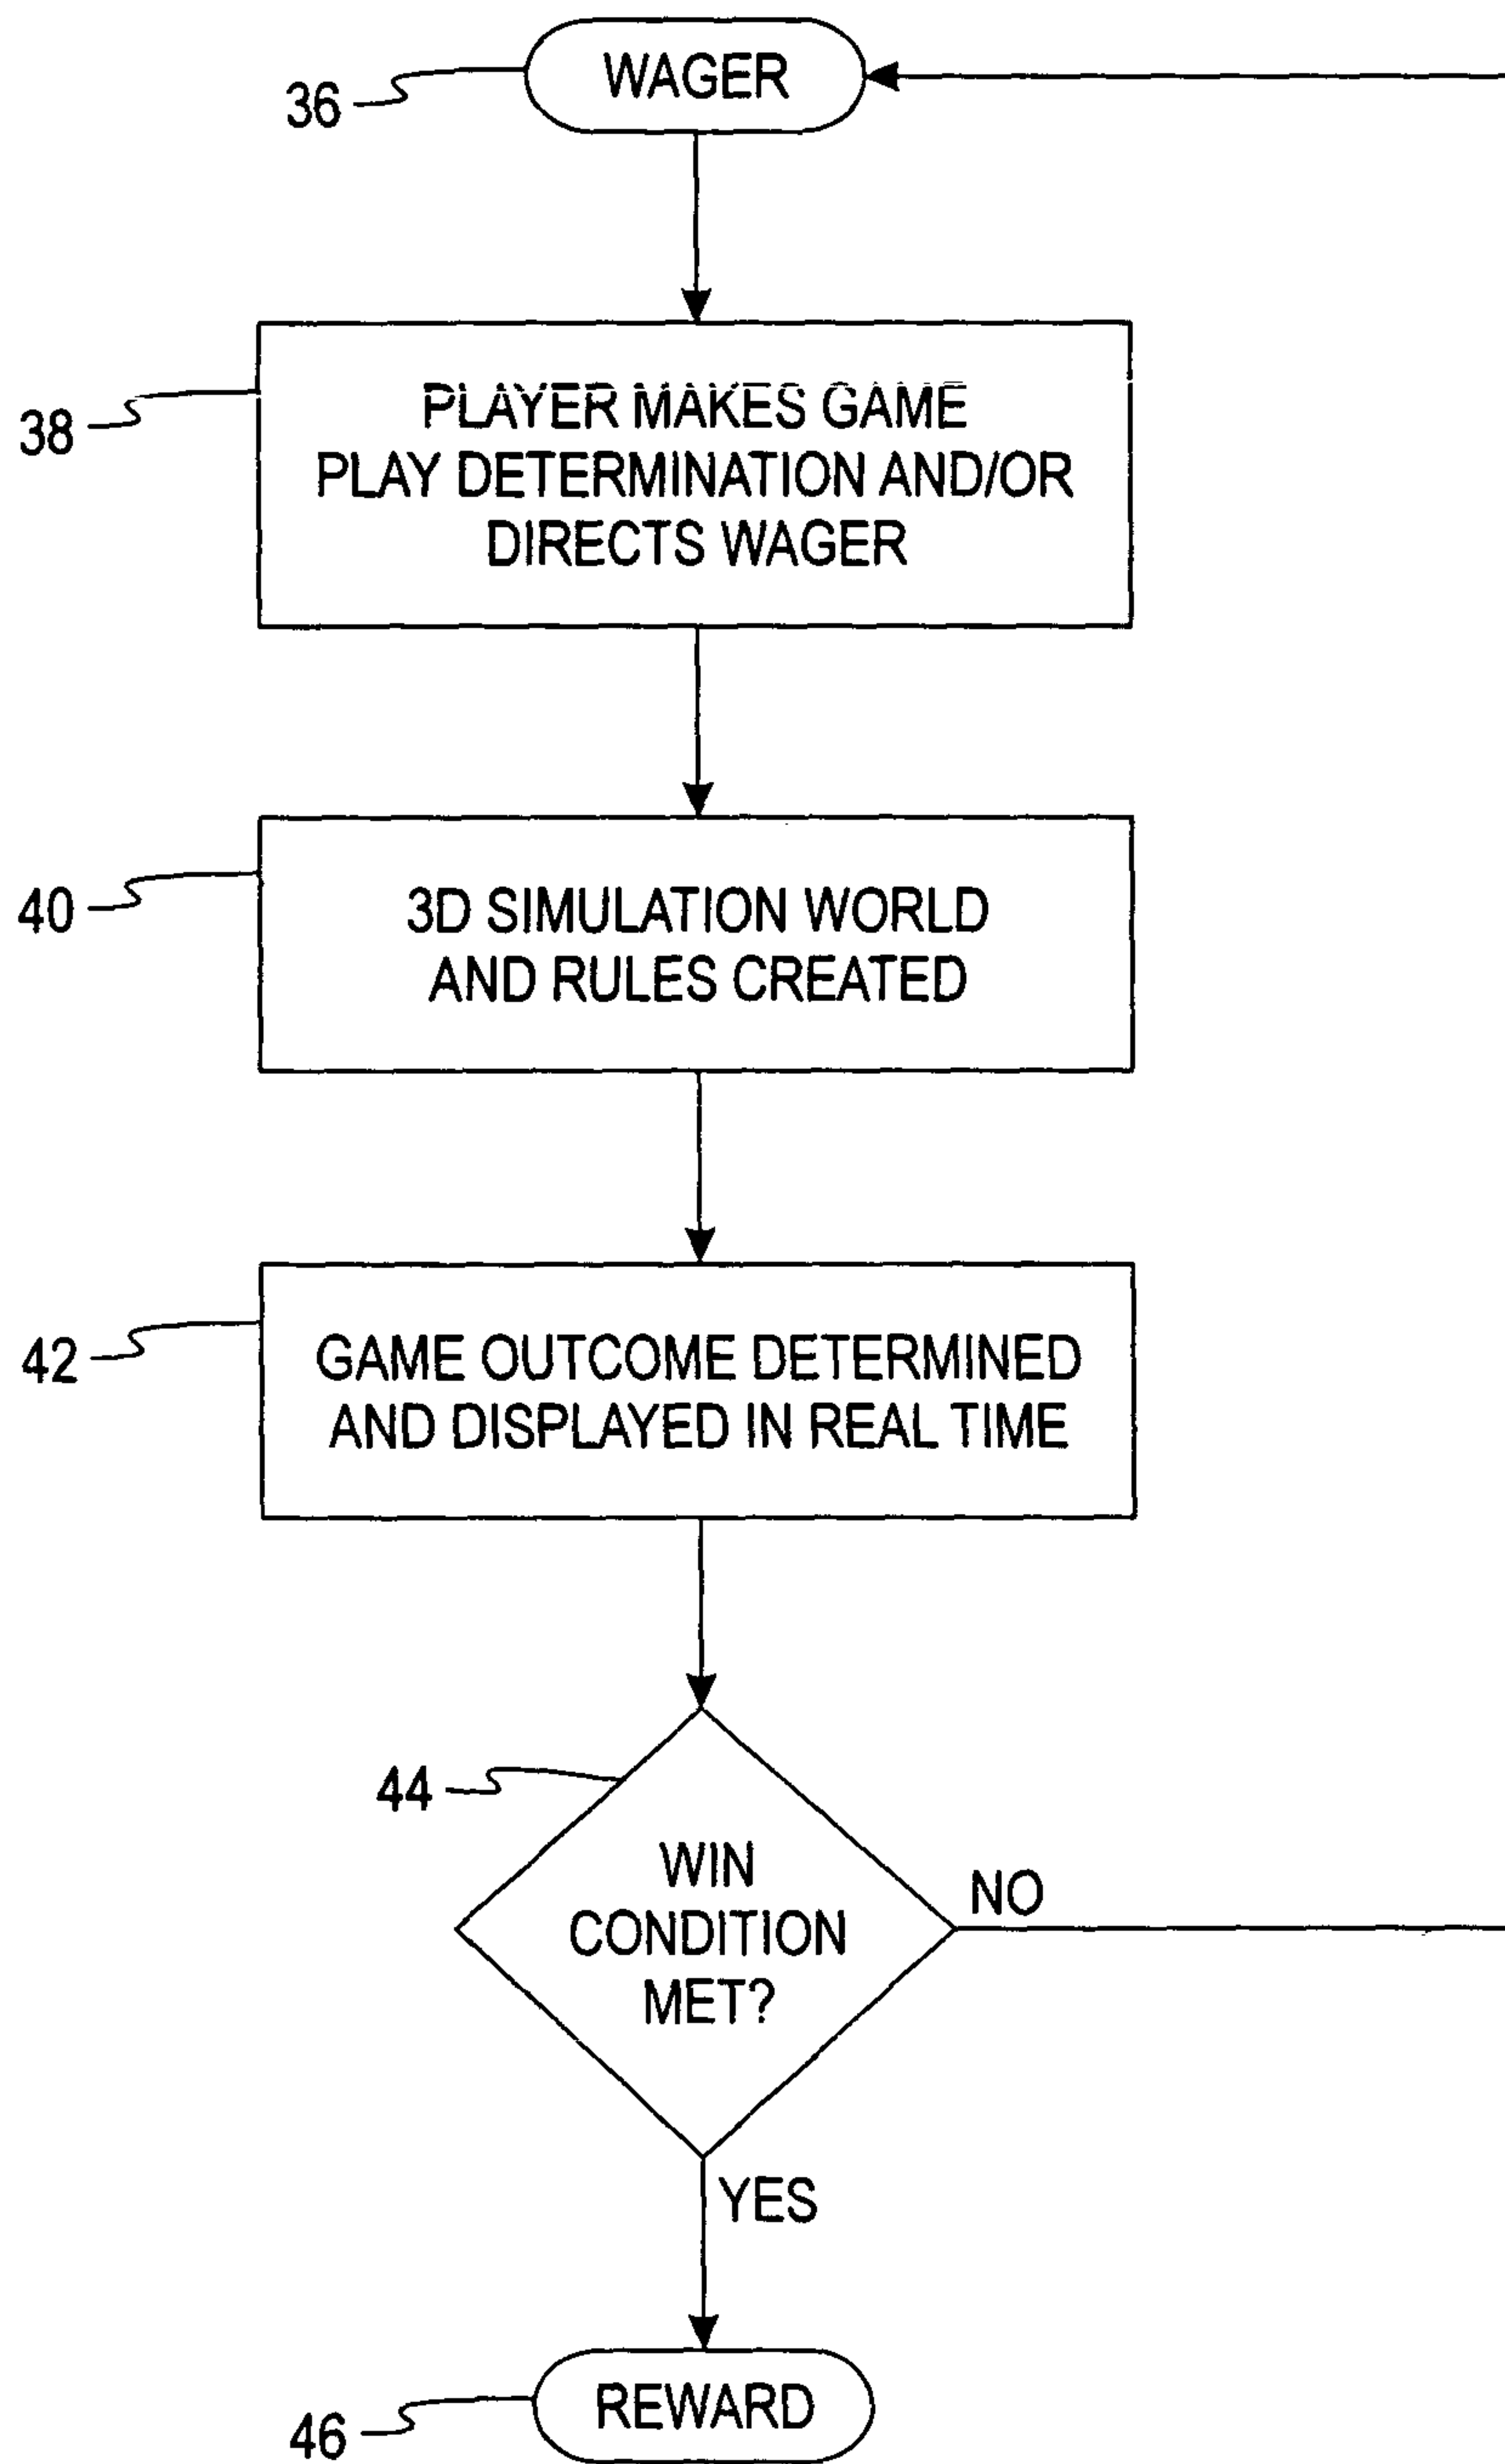 WAGER
36
PLAYER MAKES GAME
PLAY DETERMINATION AND/OR
DIRECTS WAGER
38
3D SIMULATION WORLD
AND RULES CREATED
40
GAME OUTCOME DETERMINED
AND DISPLAYED IN REAL TIME
42
44
WIN
CONDITION
MET?
NO
YES
REWARD
46